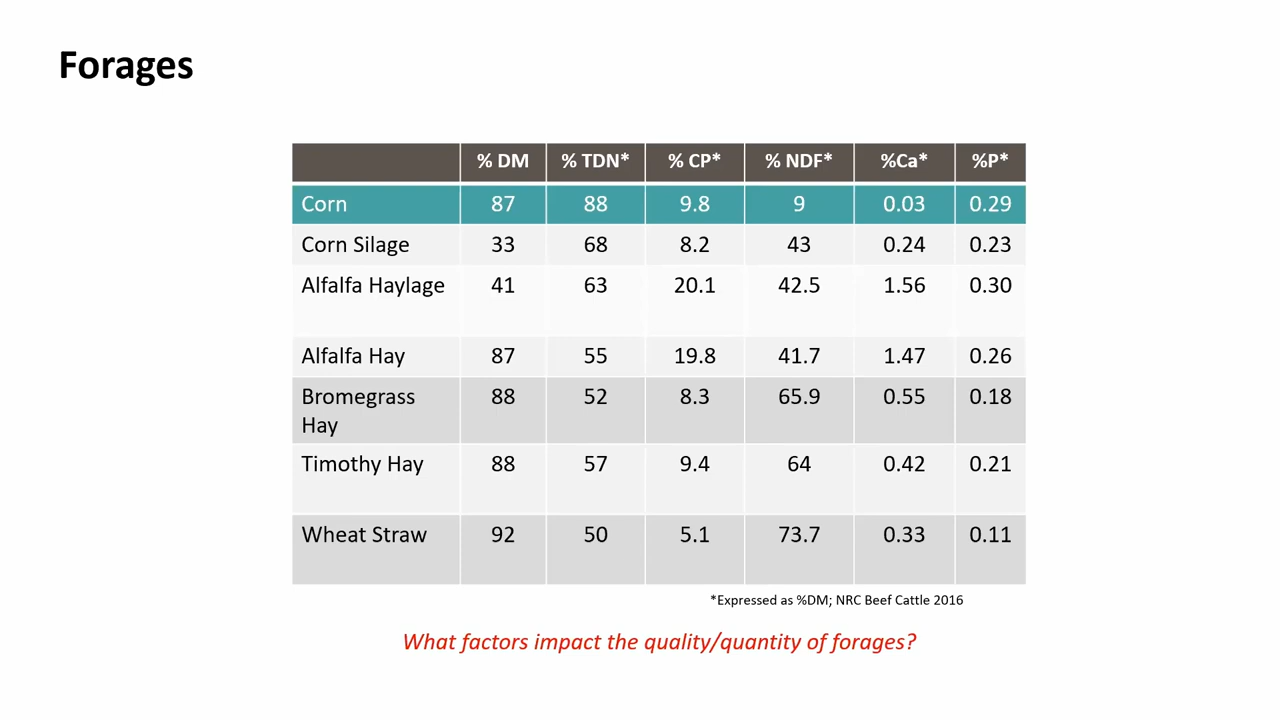 Forages
% DM % TDN* % CP* % NDF* %Ca* %P*
Corn 87 88 9.8 9 0.03 0.29
Corn Silage 33 68 8.2 43 0.24 0.23
Alfalfa Haylage 41 63 20.1 42.5 1.56 0.30
Alfalfa Hay 87 55 19.8 41.7 1.47 0.26
Bromegrass 88 52 8.3 65.9 0.55 0.18
Hay
Timothy Hay 88 57 9.4 64 0.42 0.21
Wheat Straw 92 50 5.1 73.7 0.33 0.11
*Expressed as %DM; NRC Beef Cattle 2016
What factors impact the quality/quantity of forages?